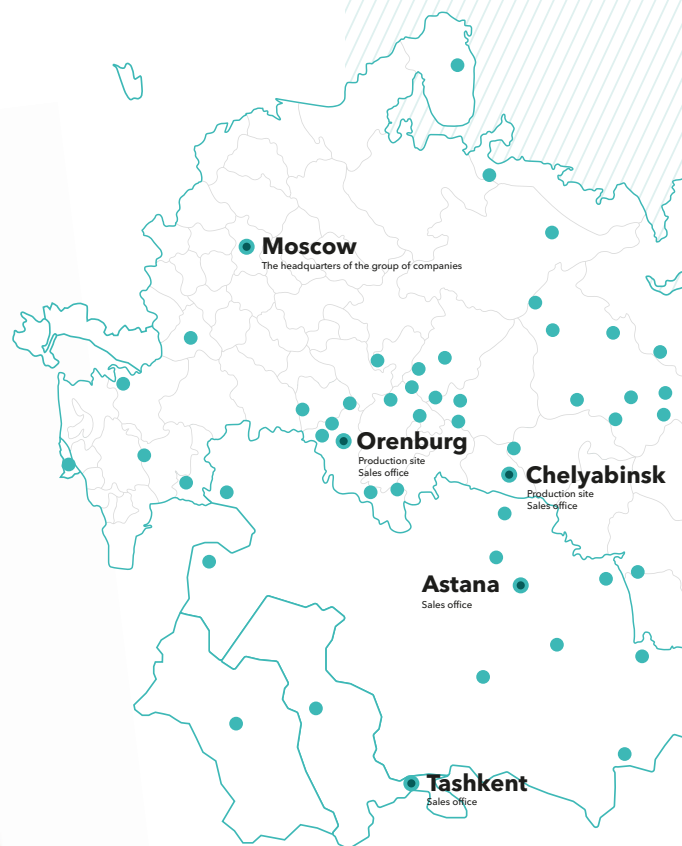 Moscow
The headquarters of the group of companies
Orenburg
Production site
Sales office
Chelyabinsk
Production site
Sales office
Astana
Sales office
Tashkent
Sales office